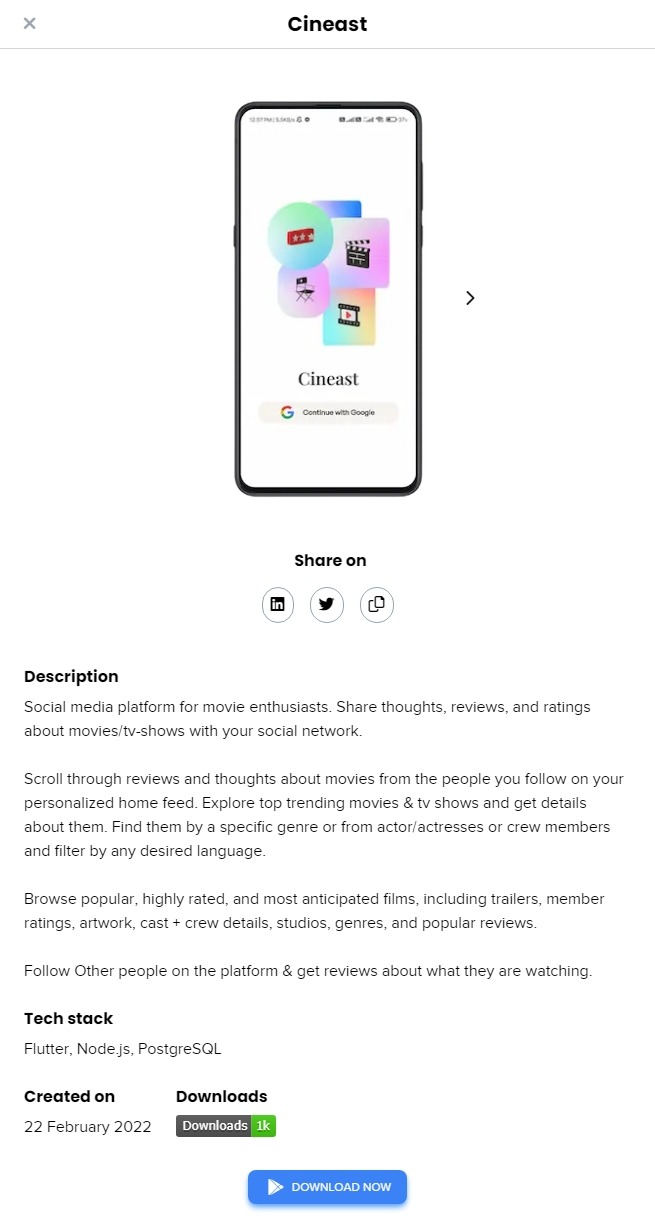 Cineast
12:07 PM | 5.5KB/s
37%
Cineast
Continue with Google
Share on
Description
Social media platform for movie enthusiasts. Share thoughts, reviews, and ratings
about movies/tv-shows with your social network.
Scroll through reviews and thoughts about movies from the people you follow on your
personalized home feed. Explore top trending movies & tv shows and get details
about them. Find them by a specific genre or from actor/actresses or crew members
and filter by any desired language.
Browse popular, highly rated, and most anticipated films, including trailers, member
ratings, artwork, cast + crew details, studios, genres, and popular reviews.
Follow Other people on the platform & get reviews about what they are watching.
Tech stack
Flutter, Node.js, PostgreSQL
Created on
Downloads
22 February 2022
Downloads 1k
DOWNLOAD NOW